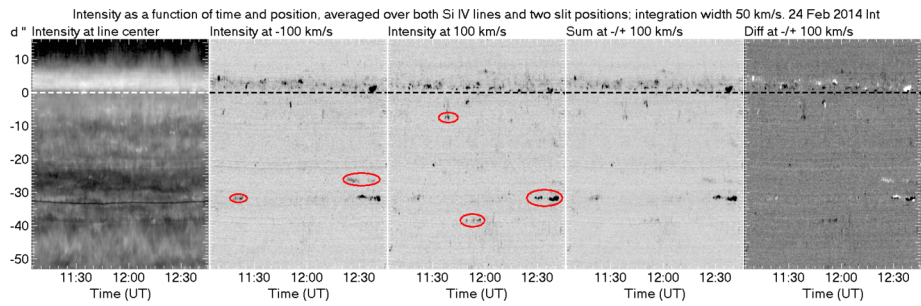 Intensity as a function of time and position, averaged over both Si IV lines and two slit positions; integration width 50 km/s. 24 Feb 2014 Int
d " Intensity at line center Intensity at -100 km/s Intensity at 100 km/s Sum at -/+ 100 km/s Diff at -/+ 100 km/s
10
0
-10
-20
-30
-40
-50
11:30 12:00 12:30 11:30 12:00 12:30 11:30 12:00 12:30 11:30 12:00 12:30 11:30 12:00 12:30
Time (UT) Time (UT) Time (UT) Time (UT) Time (UT)